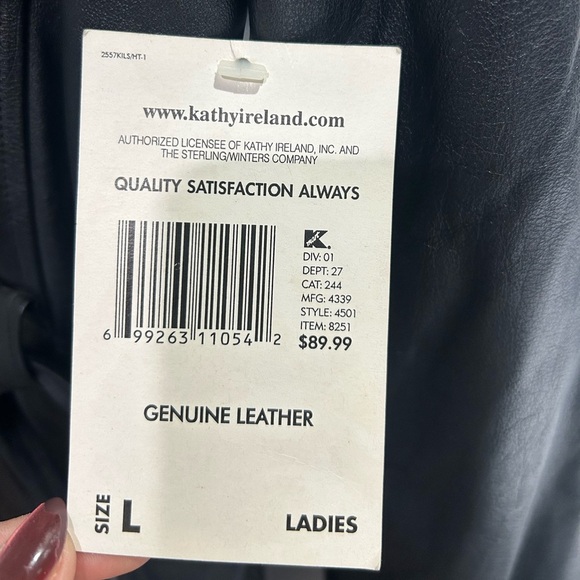 2557KILS/HT-1
www.kathyireland.com
AUTHORIZED LICENSEE OF KATHY IRELAND, INC. AND
THE STERLING/WINTERS COMPANY
QUALITY SATISFACTION ALWAYS
K
DIV: 01
DEPT: 27
CAT: 244
MFG: 4339
STYLE: 4501
ITEM: 8251
$89.99
6 99263 11054 2
GENUINE LEATHER
SIZE L
LADIES